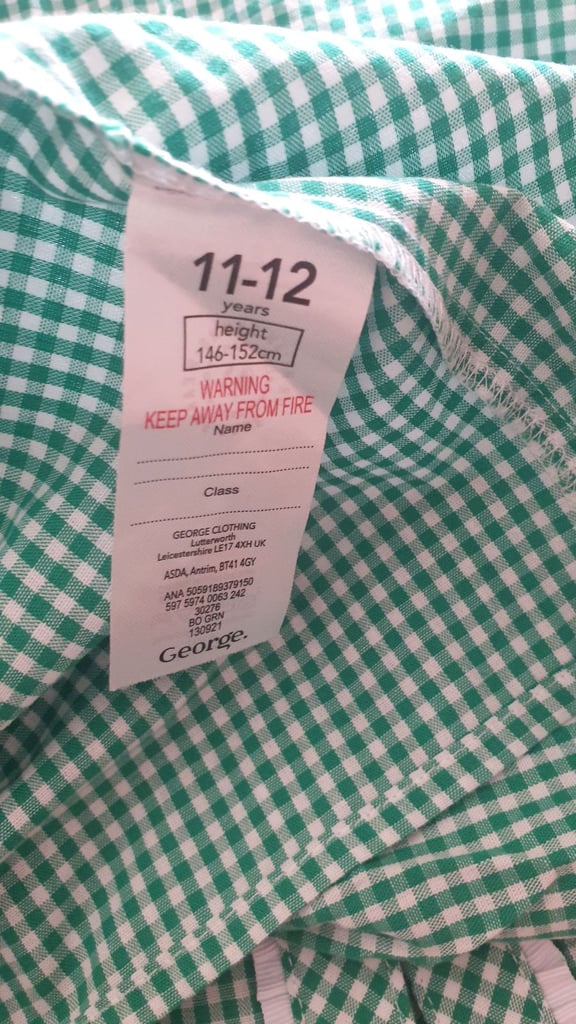 11-12
years
height
146-152cm
WARNING
KEEP AWAY FROM FIRE
Name
Class
GEORGE CLOTHING
Lutterworth
Leicestershire LE17 4XH UK
ASDA, Antrim, BT41 4GY
ANA 5059189379150
597 5974 0063 242
30276
BO GRN
130921
George.